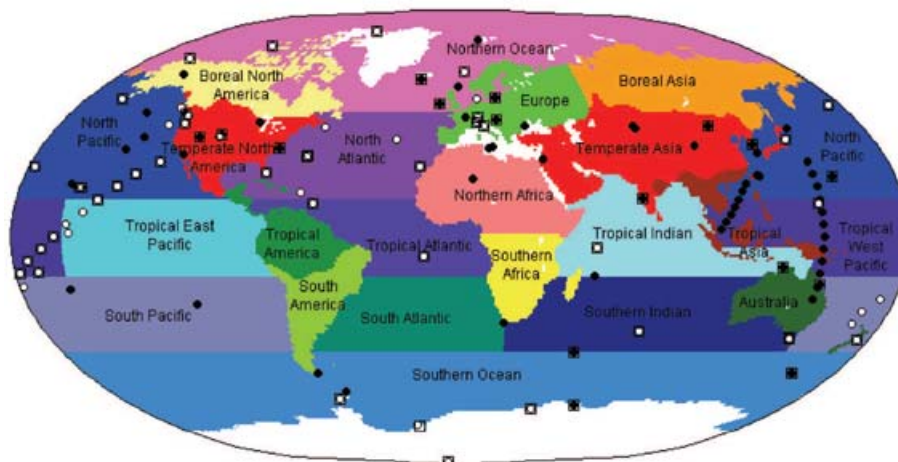 Northern Ocean
Boreal North
America
Boreal Asia
Europe
North
Pacific
Temperate North
America
North
Atlantic
Temperate Asia
North
Pacific
Northern Africa
Tropical East
Pacific
Tropical
America
Tropical Atlantic
Tropical Indian
Tropical
Asia
Tropical
West
Pacific
Southern
Africa
South
America
South Pacific
South Atlantic
Southern Indian
Australia
Southern Ocean